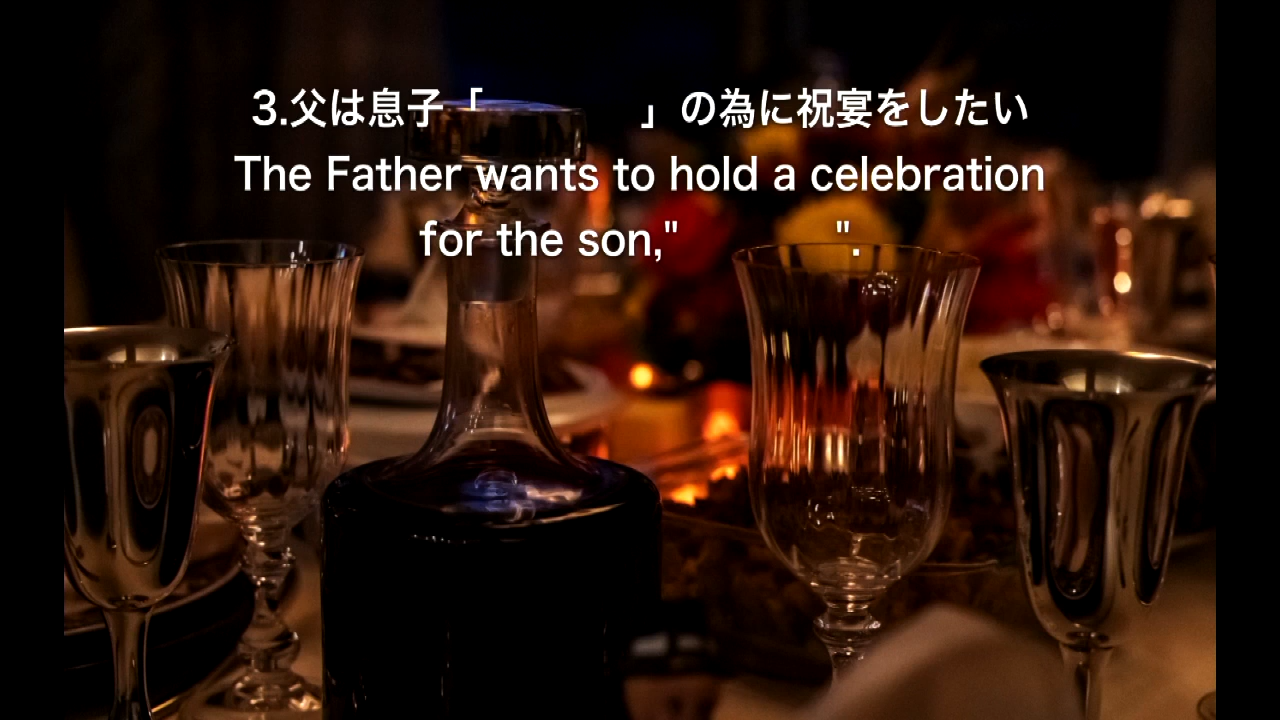 3.父は息子「　　　　」の為に祝宴をしたい
The Father wants to hold a celebration
for the son,"　　　　".